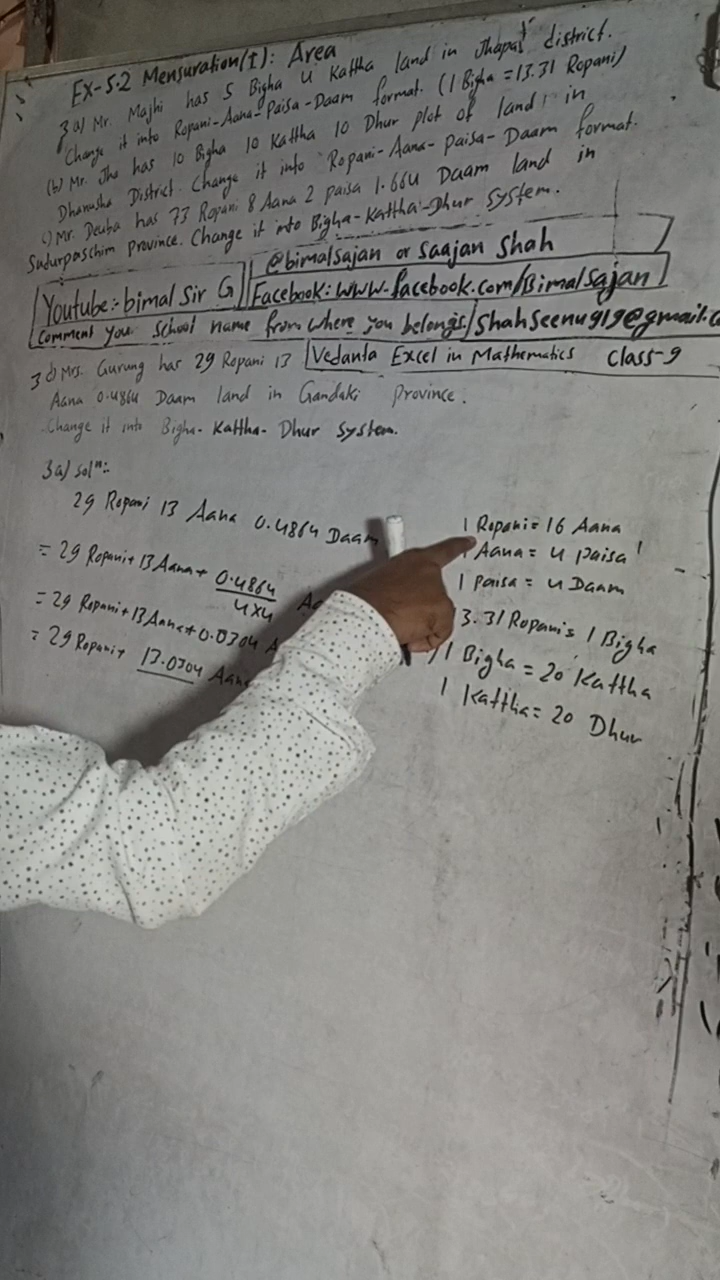 EX-5.2 Mensuration(I): Area
3 a) Mr. Majhi has 5 Bigha 4 Kattha land in Jhapa district.
Change it into Ropani-Aana-Paisa-Daam format. (1 Bigha = 13.31 Ropani)
(b) Mr. Jha has 10 Bigha 10 Kattha 10 Dhur plot of land in
Dhanusha District. Change it into Ropani-Aana-Paisa-Daam format.
c) Mr. Deuba has 73 Ropani 8 Aana 2 paisa 1.664 Daam land in
Sudurpaschim Province. Change it into Bigha-Kattha-Dhur system.
@bimalsajan or Saajan Shah
Youtube:- bimal Sir G
Facebook: www.facebook.com/Bimalsajan
Comment your school name from where you belongs/Shahseenu919@gmail.c
3 d) Mrs. Gurung has 29 Ropani 13
Vedanta Excel in Mathematics Class-9
Aana 0.4864 Daam land in Gandaki Province.
Change it into Bigha-Kattha-Dhur System.
3a) solⁿ:
29 Ropani 13 Aana 0.4864 Daam
= 29 Ropani + 13 Aana + 0.4864/4×4
= 29 Ropani + 13 Aana + 0.0304 A
= 29 Ropani + 13.0304 Aana
1 Ropani = 16 Aana
1 Aana = 4 paisa
1 paisa = 4 Daam
3.31 Ropani = 1 Bigha
1 Bigha = 20 Kattha
1 Kattha = 20 Dhur